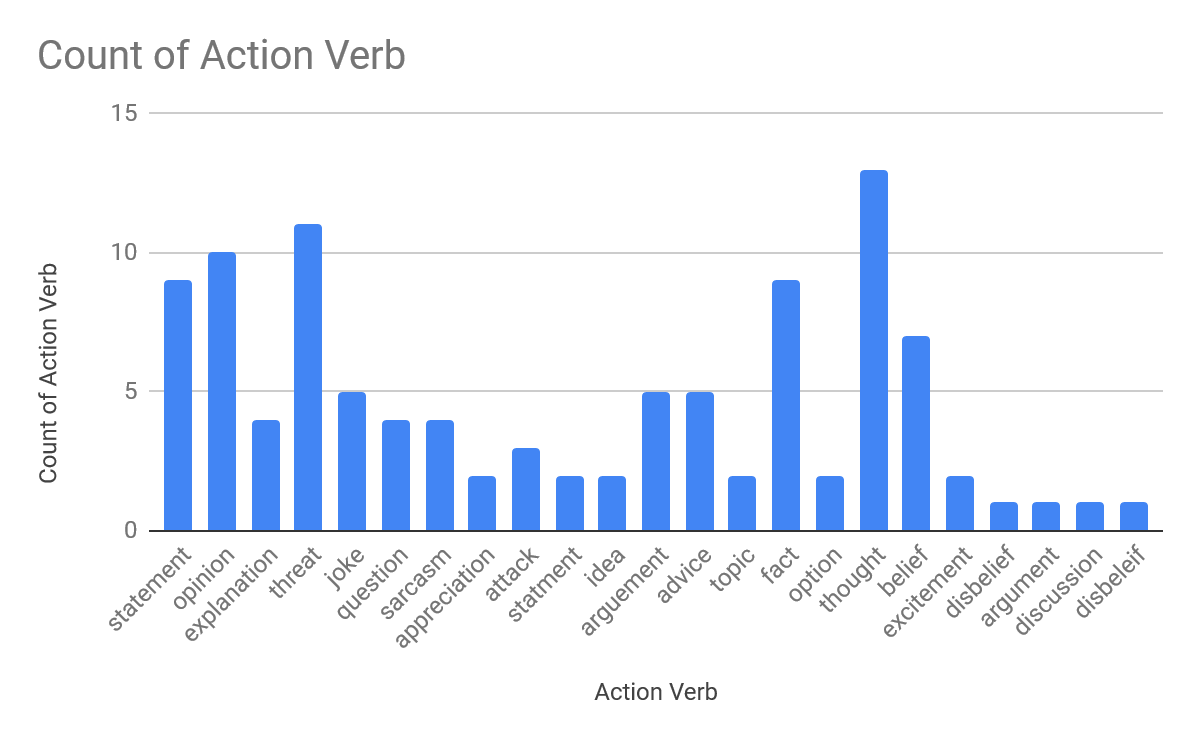 Count of Action Verb
15
10
5
0
Count of Action Verb
statement
opinion
explanation
threat
joke
question
sarcasm
appreciation
attack
statment
idea
arguement
advice
topic
fact
option
thought
belief
excitement
disbelief
argument
discussion
disbeleif
Action Verb